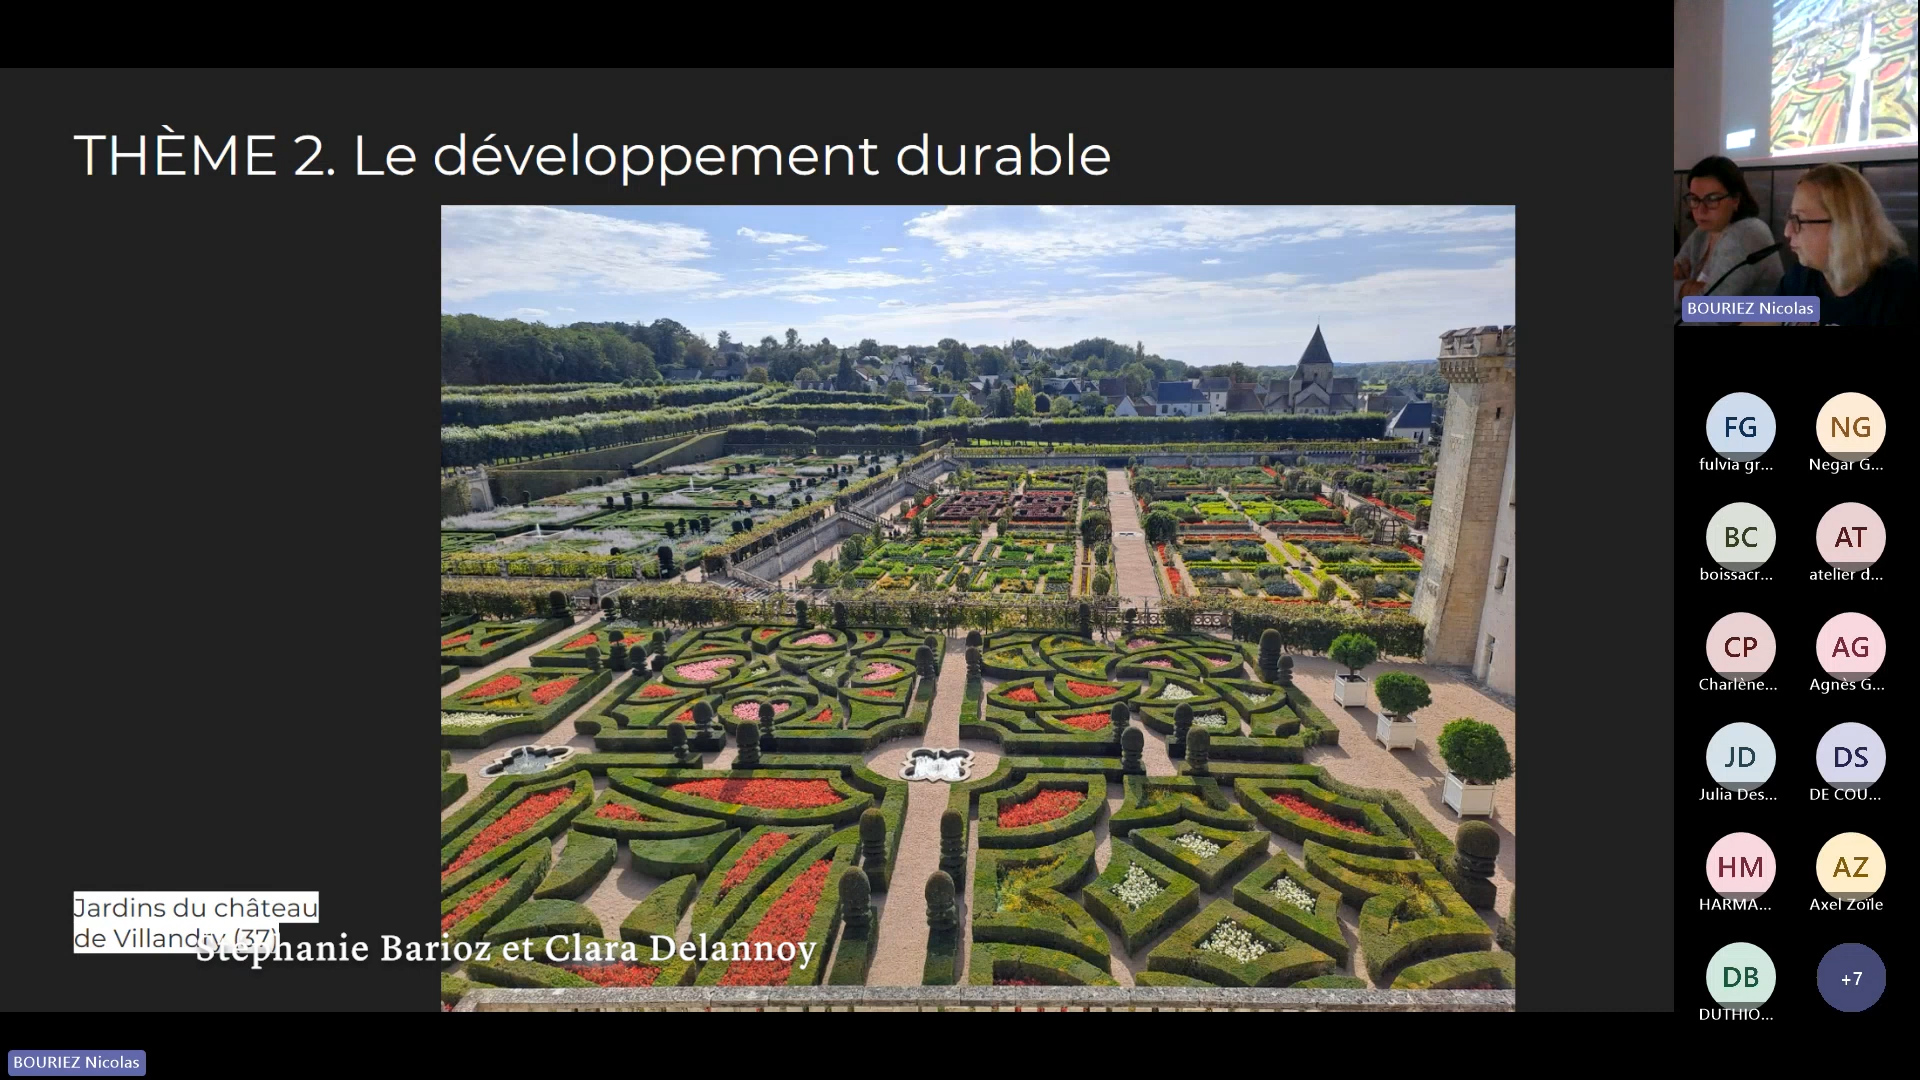 THÈME 2. Le développement durable
Jardins du château
de Villandry (37)
Stéphanie Barioz et Clara Delannoy
BOURIEZ Nicolas
BOURIEZ Nicolas
FG
fulvia gr...
NG
Negar G...
BC
boissacr...
AT
atelier d...
CP
Charlène...
AG
Agnès G...
JD
Julia Des...
DS
DE COU...
HM
HARMA...
AZ
Axel Zoïle
DB
DUTHIO...
+7